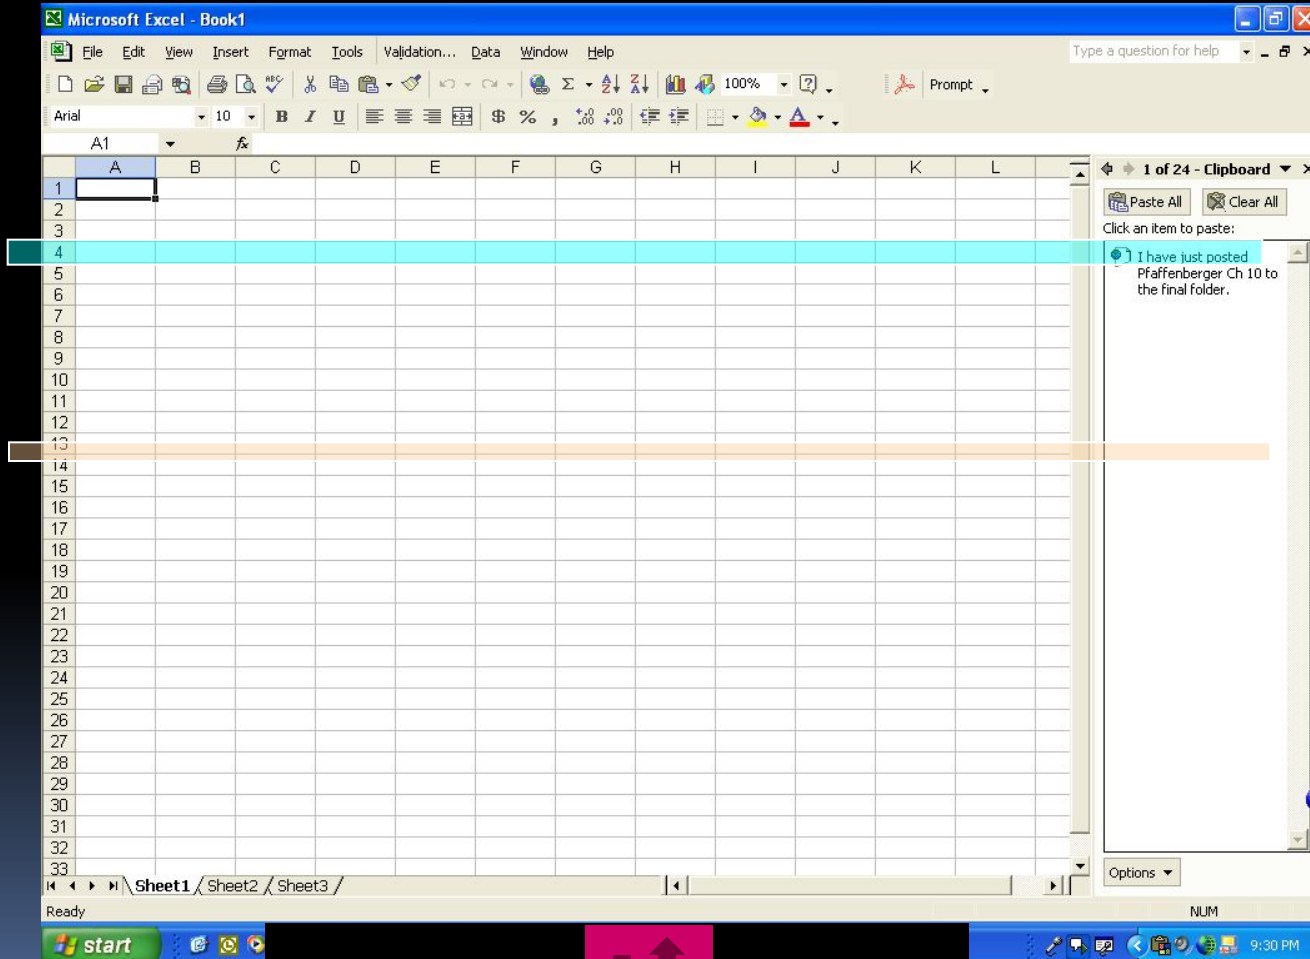 Microsoft Excel - Book1
File Edit View Insert Format Tools Validation... Data Window Help Type a question for help
100% Prompt
Arial 10 B I U $ % ,
A1 fx
A B C D E F G H I J K L
1 of 24 - Clipboard
Paste All Clear All
Click an item to paste:
I have just posted
Pfaffenberger Ch 10 to
the final folder.
1
2
3
4
5
6
7
8
9
10
11
12
13
14
15
16
17
18
19
20
21
22
23
24
25
26
27
28
29
30
31
32
33
Options
Sheet1 Sheet2 Sheet3
Ready NUM
start 9:30 PM